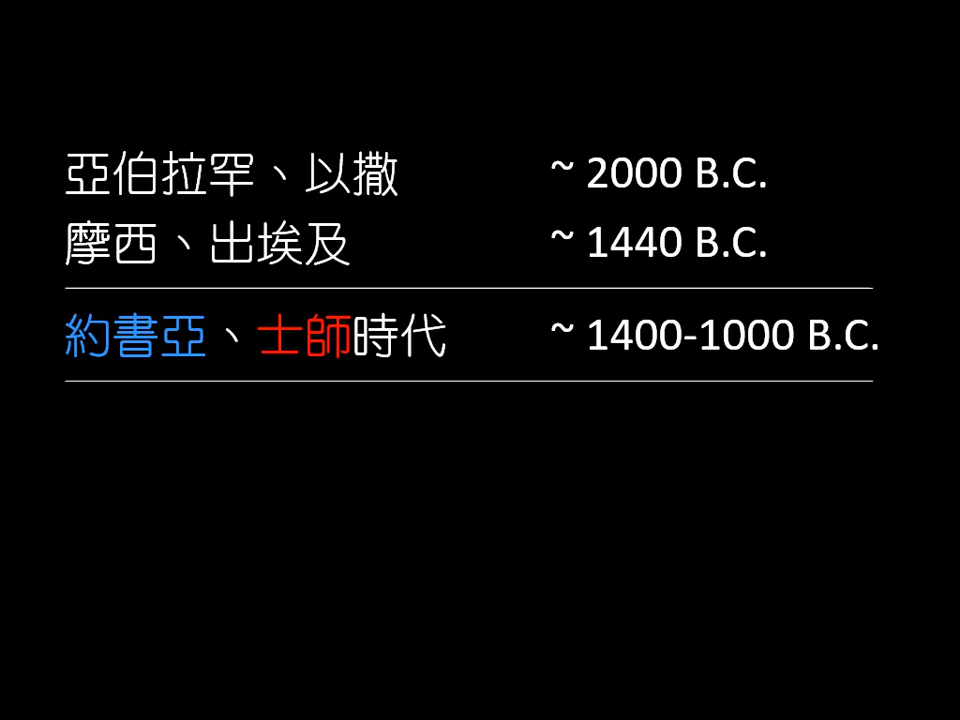 亞伯拉罕、以撒 ~ 2000 B.C.
摩西、出埃及 ~ 1440 B.C.
約書亞、士師時代 ~ 1400-1000 B.C.